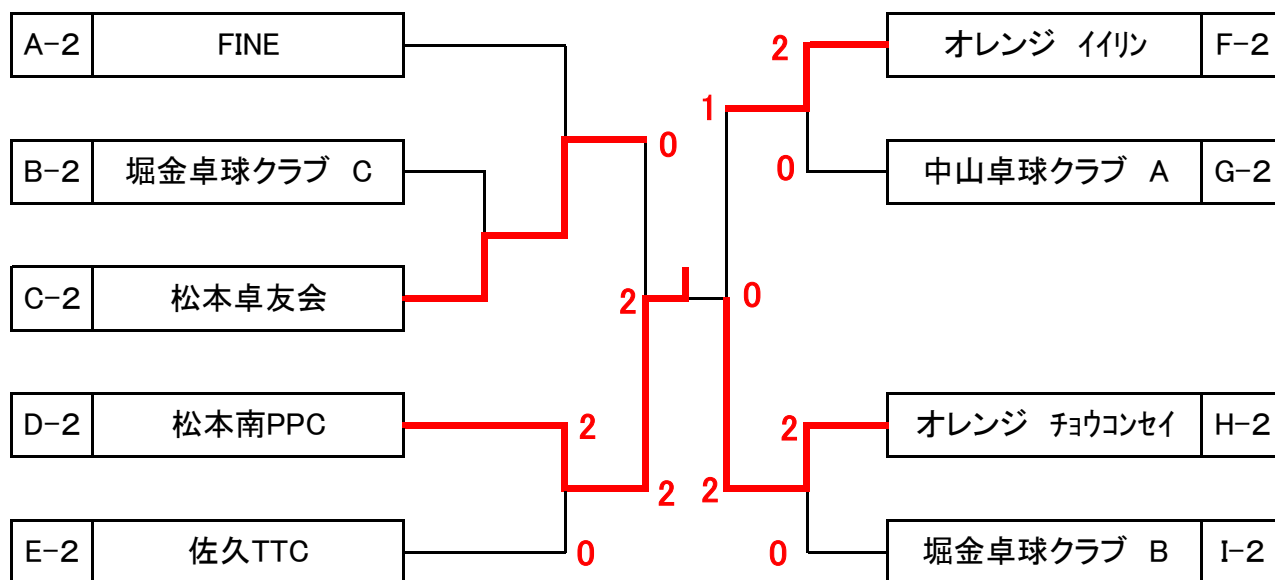 A-2 FINE
2 オレンジ イイリン F-2
1
0
B-2 堀金卓球クラブ C
0 中山卓球クラブ A G-2
C-2 松本卓友会
2 0
D-2 松本南PPC 2
2 オレンジ チョウコンセイ H-2
2 2
E-2 佐久TTC 0
0 堀金卓球クラブ B I-2